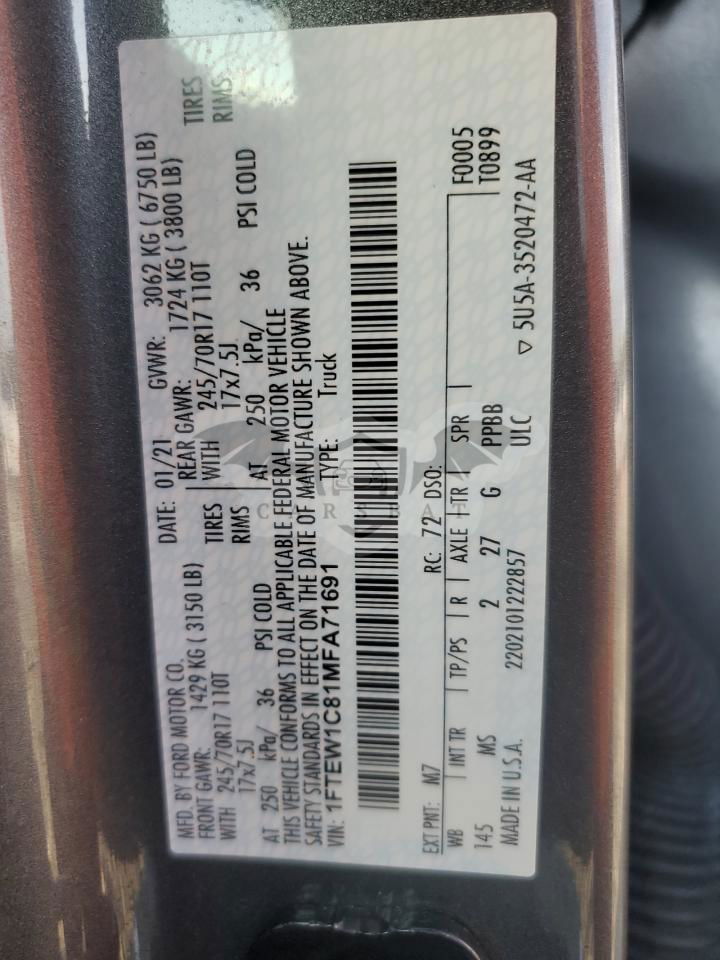 MFD. BY FORD MOTOR CO. DATE: 01/21 GVWR: 3062 KG ( 6750 LB)
FRONT GAWR: 1429 KG ( 3150 LB) REAR GAWR: 1724 KG ( 3800 LB)
WITH 245/70R17 110T TIRES WITH 245/70R17 110T TIRES
17x7.5J RIMS 17x7.5J RIMS
AT 250 kPa/ 36 PSI COLD AT 250 kPa/ 36 PSI COLD
THIS VEHICLE CONFORMS TO ALL APPLICABLE FEDERAL MOTOR VEHICLE
SAFETY STANDARDS IN EFFECT ON THE DATE OF MANUFACTURE SHOWN ABOVE.
VIN: 1FTEW1C81MFA71691 TYPE: Truck
CARSBAT
EXT PNT: M7 RC: 72 DSO: F0005
WB INT TR TP/PS R AXLE TR SPR T0899
145 MS 2 27 G PPBB
MADE IN U.S.A. 2202101222857 ULC ▽ 5U5A-3520472-AA